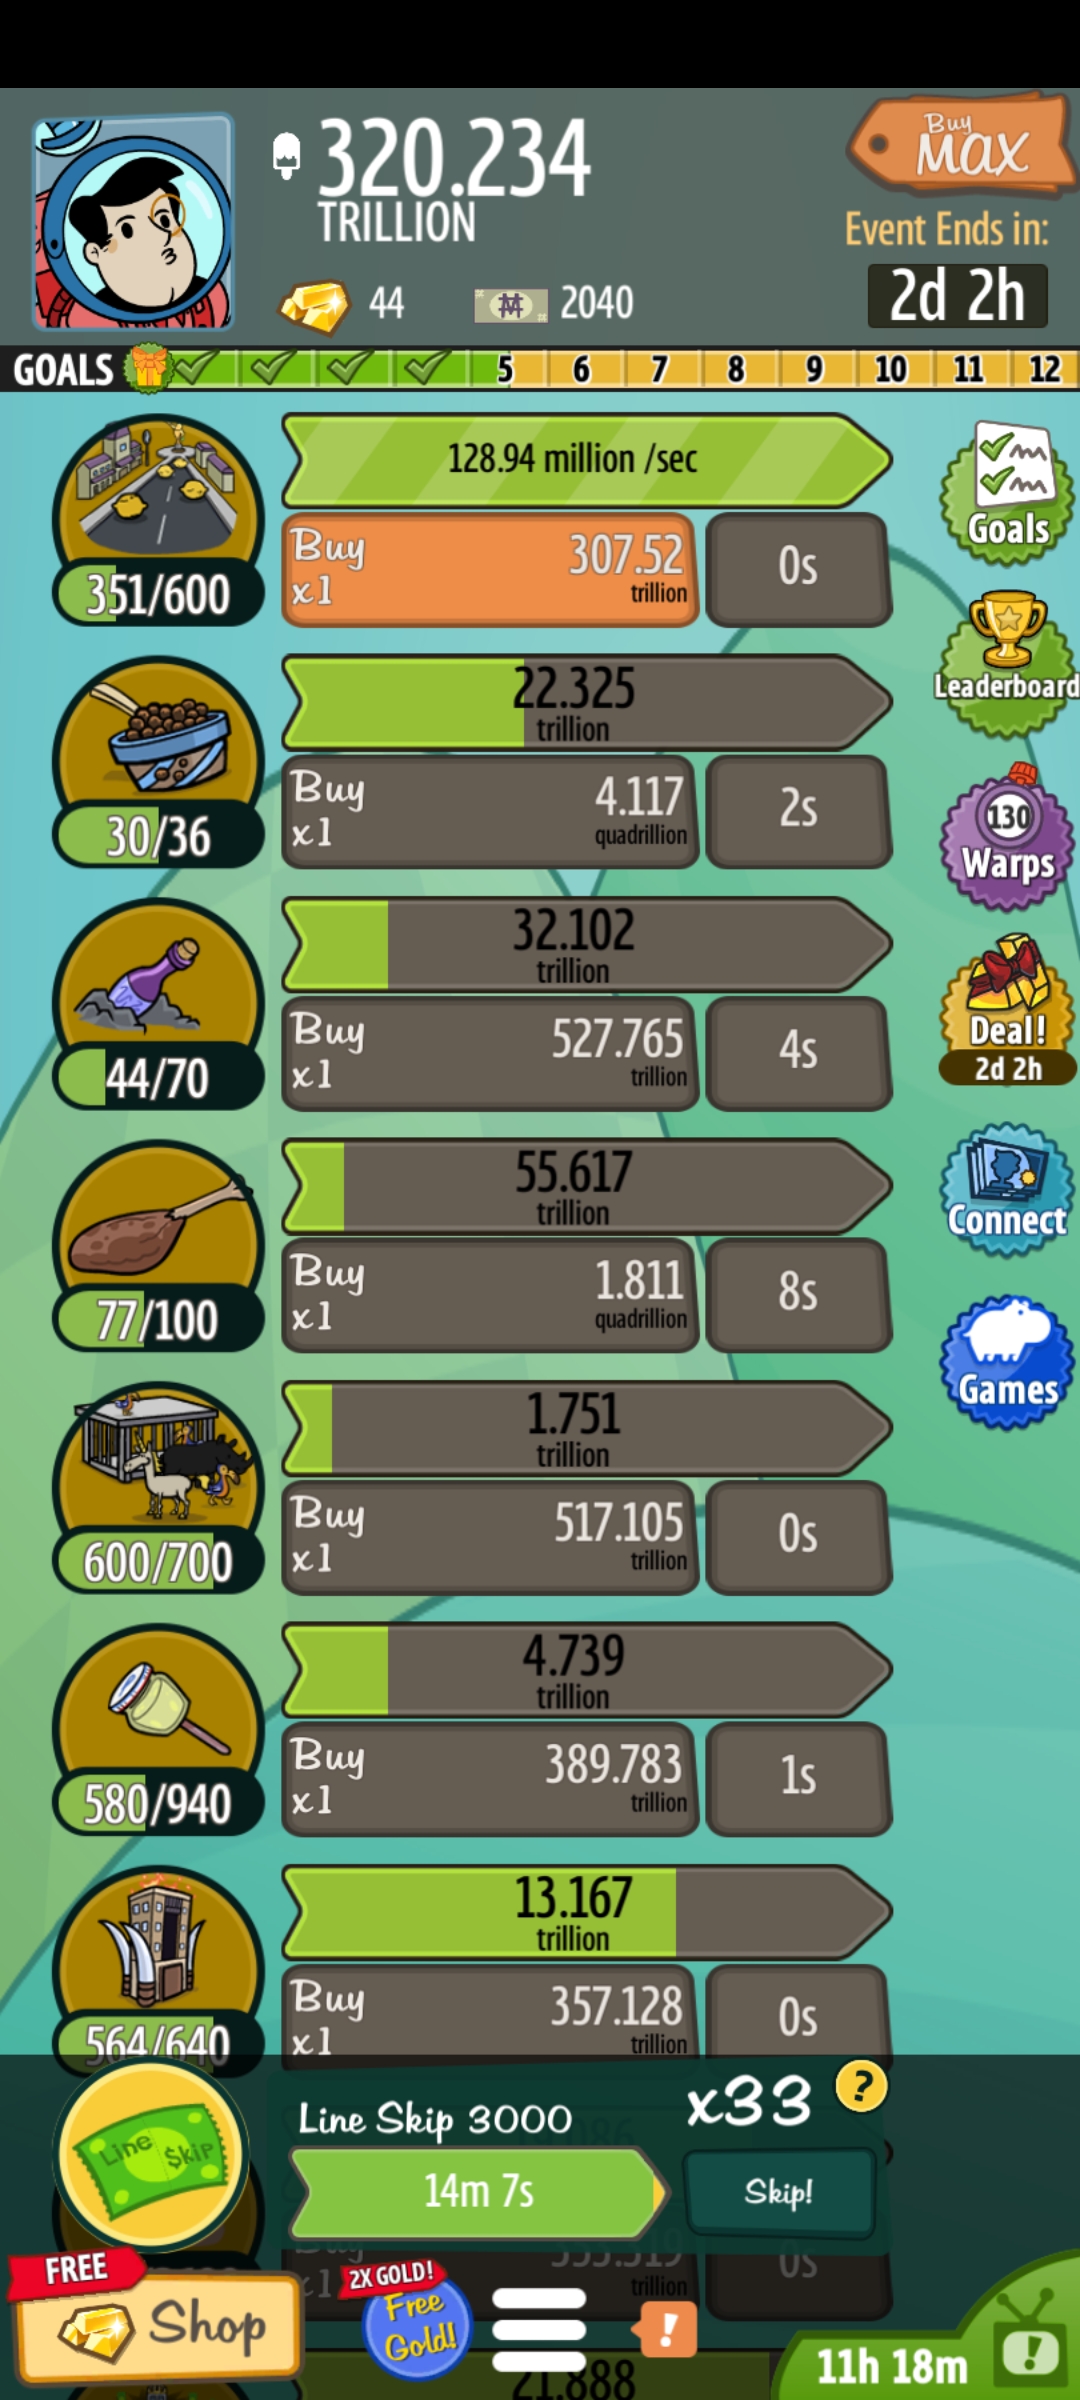 320.234
TRILLION
Buy
MAX
Event Ends in:
2d 2h
44
2040
GOALS
5
6
7
8
9
10
11
12
128.94 million /sec
Buy
x1
307.52
trillion
0s
351/600
Goals
Leaderboard
22.325
trillion
Buy
x1
4.117
quadrillion
2s
30/36
130
Warps
32.102
trillion
Buy
x1
527.765
trillion
4s
44/70
Deal!
2d 2h
55.617
trillion
Buy
x1
1.811
quadrillion
8s
77/100
Connect
Games
1.751
trillion
Buy
x1
517.105
trillion
0s
600/700
4.739
trillion
Buy
x1
389.783
trillion
1s
580/940
13.167
trillion
Buy
x1
357.128
trillion
0s
564/640
Line $kip
Line Skip 3000
x33
?
14m 7s
Skip!
trillion
0s
FREE
Shop
2X GOLD!
Free
Gold!
!
11h 18m
!
21.888